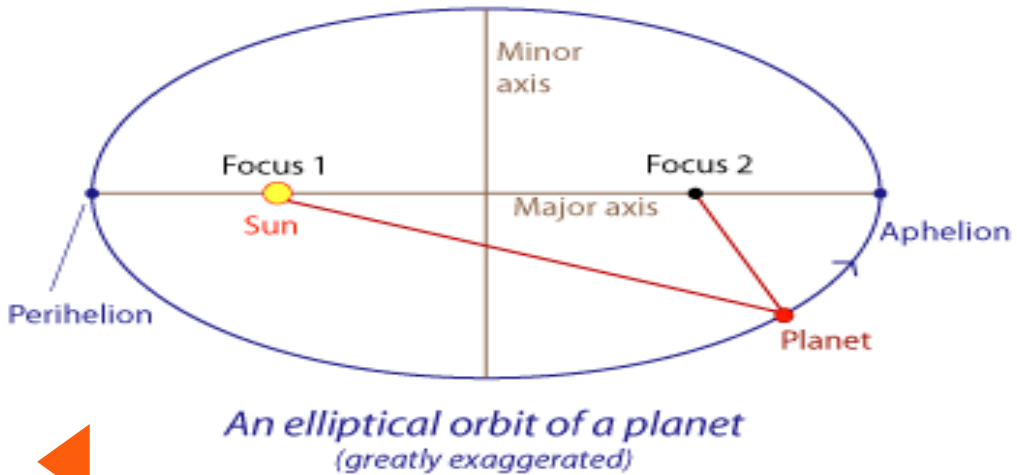 Minor
axis
Focus 1
Focus 2
Sun
Major axis
Aphelion
Perihelion
Planet
An elliptical orbit of a planet
(greatly exaggerated)